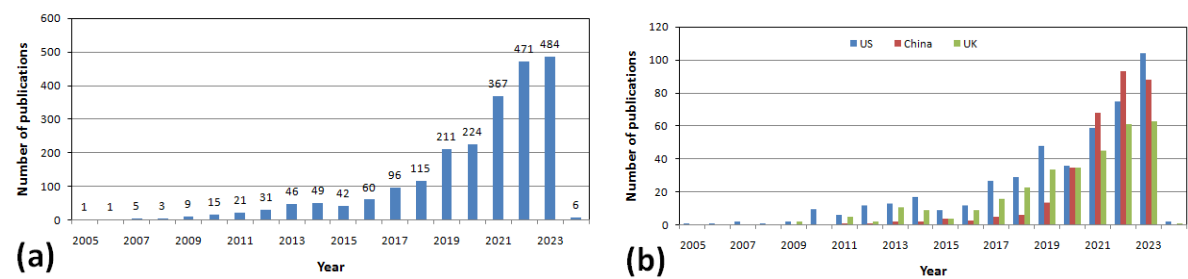 600
500
400
300
200
100
0
Number of publications
1 1 5 3 9 15 21 31 46 49 42 60 96 115 211 224 367 471 484 6
2005 2007 2009 2011 2013 2015 2017 2019 2021 2023
Year
(a)
120
100
80
60
40
20
0
Number of publications
US China UK
2005 2007 2009 2011 2013 2015 2017 2019 2021 2023
Year
(b)